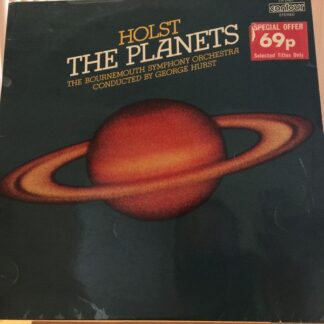 contour
STEREO
HOLST
THE PLANETS
THE BOURNEMOUTH SYMPHONY ORCHESTRA
CONDUCTED BY GEORGE HURST
SPECIAL OFFER
69p
Selected Titles Only